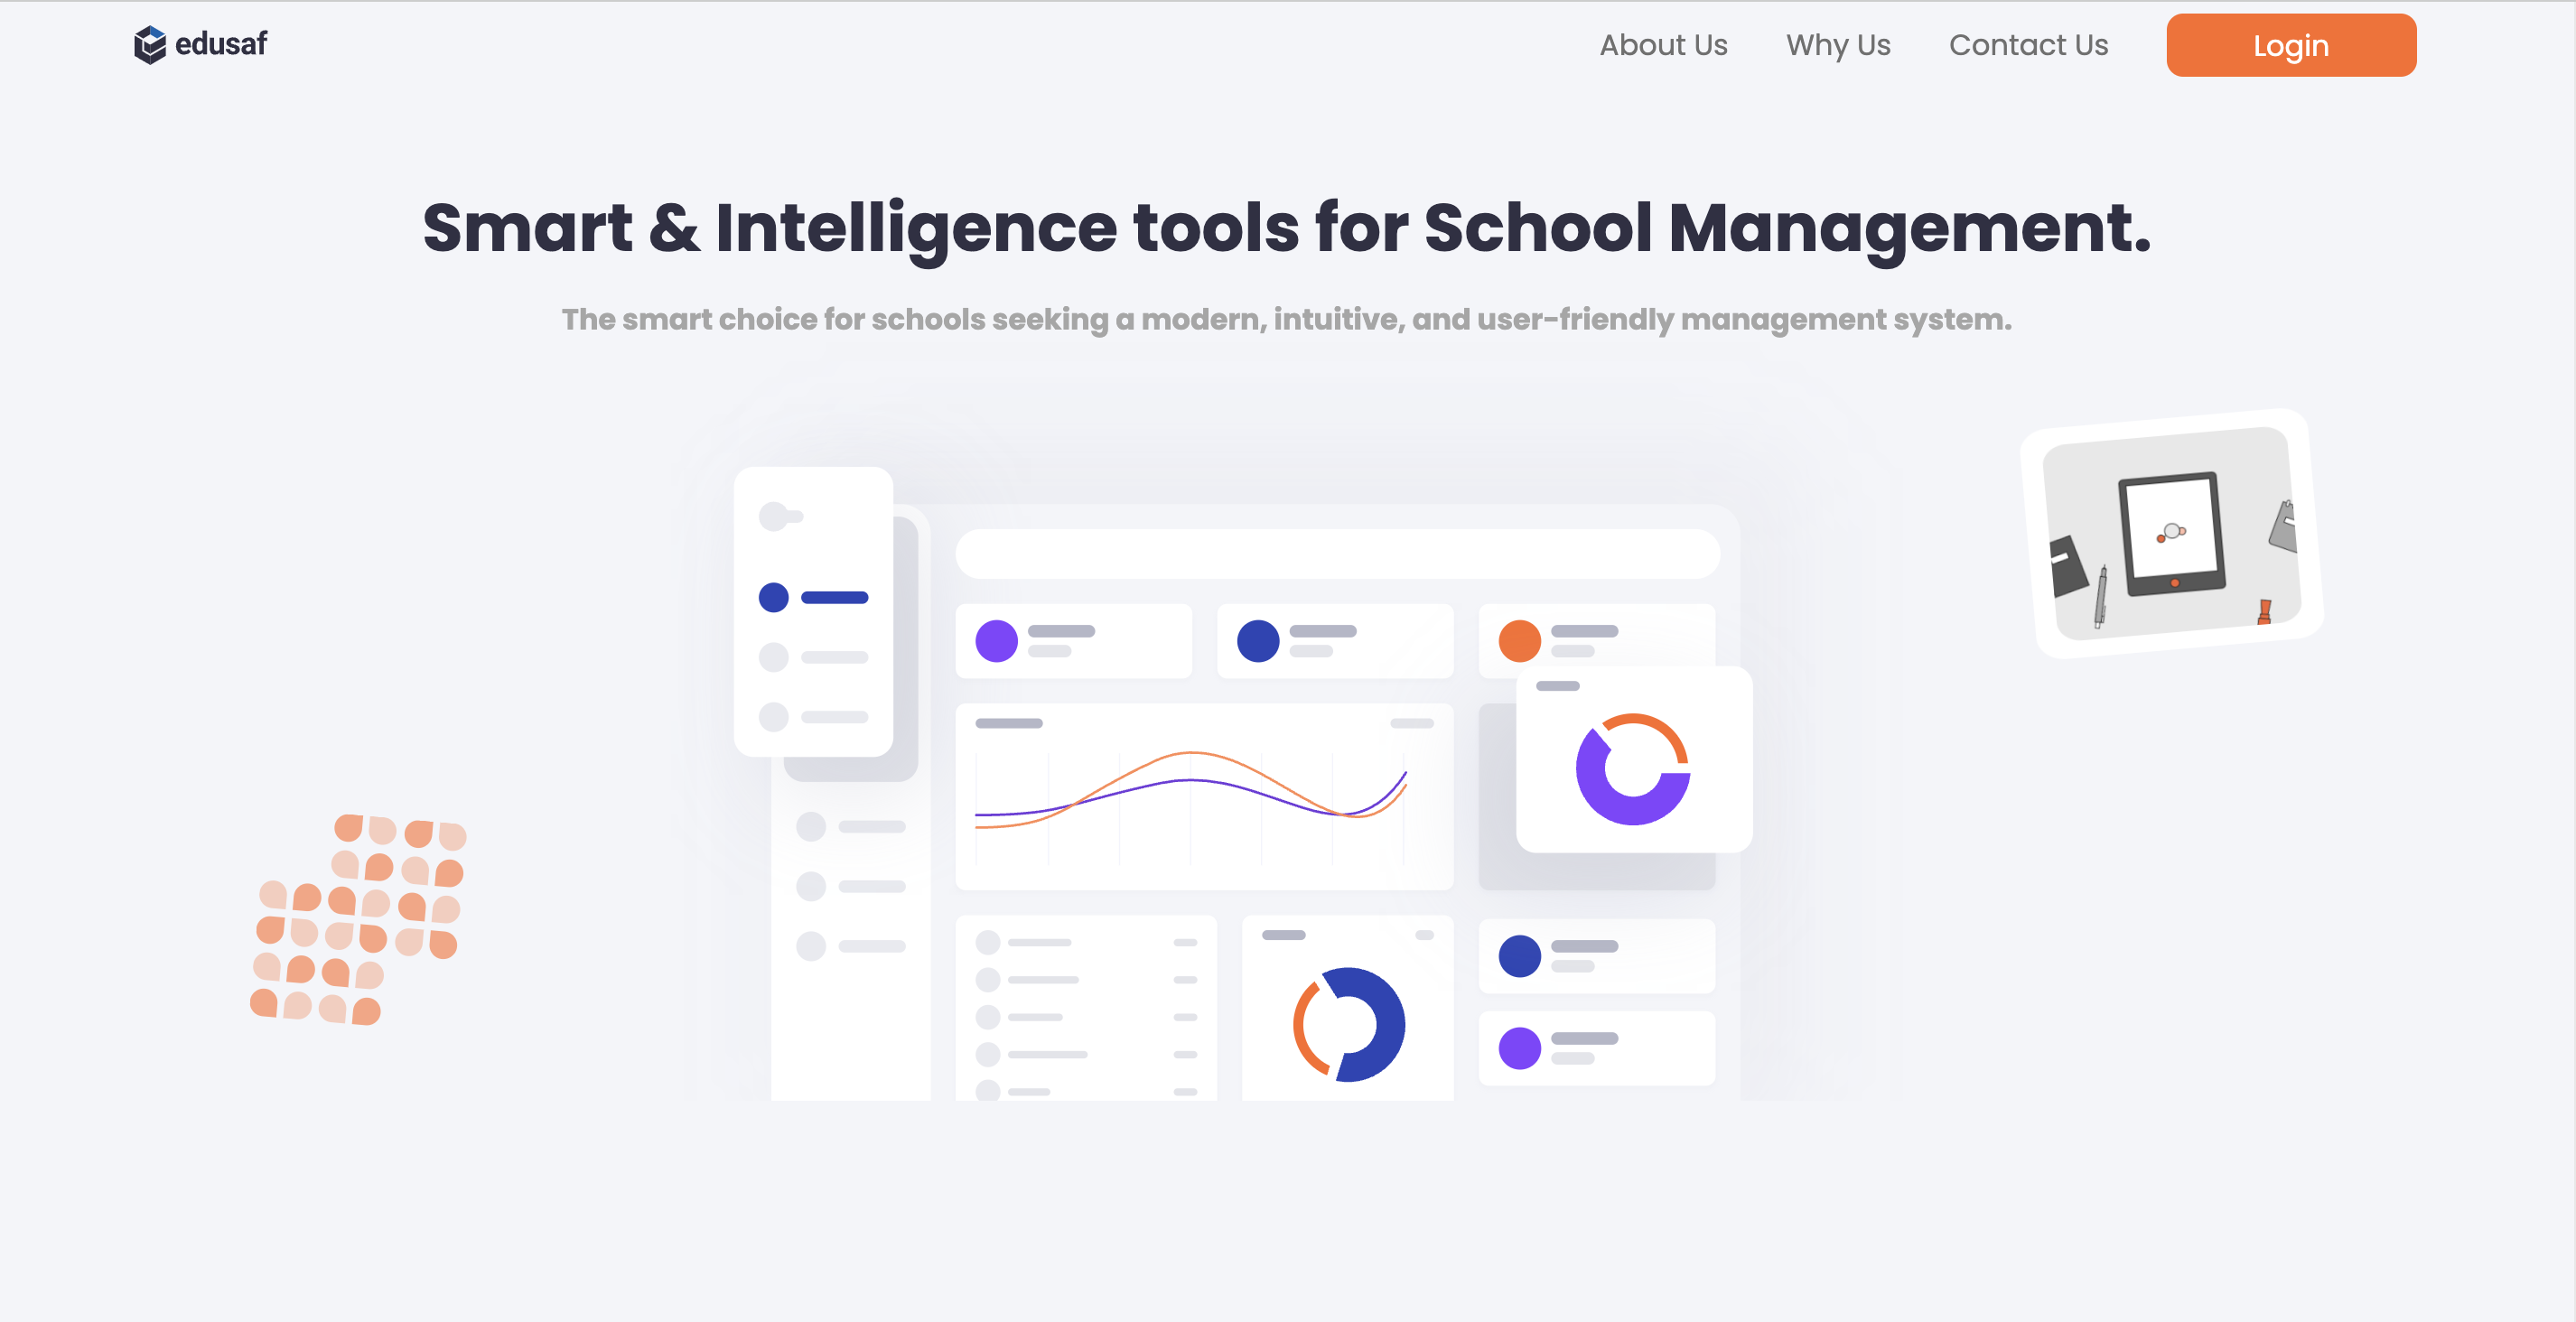 edusaf
About Us
Why Us
Contact Us
Login
Smart & Intelligence tools for School Management.
The smart choice for schools seeking a modern, intuitive, and user-friendly management system.